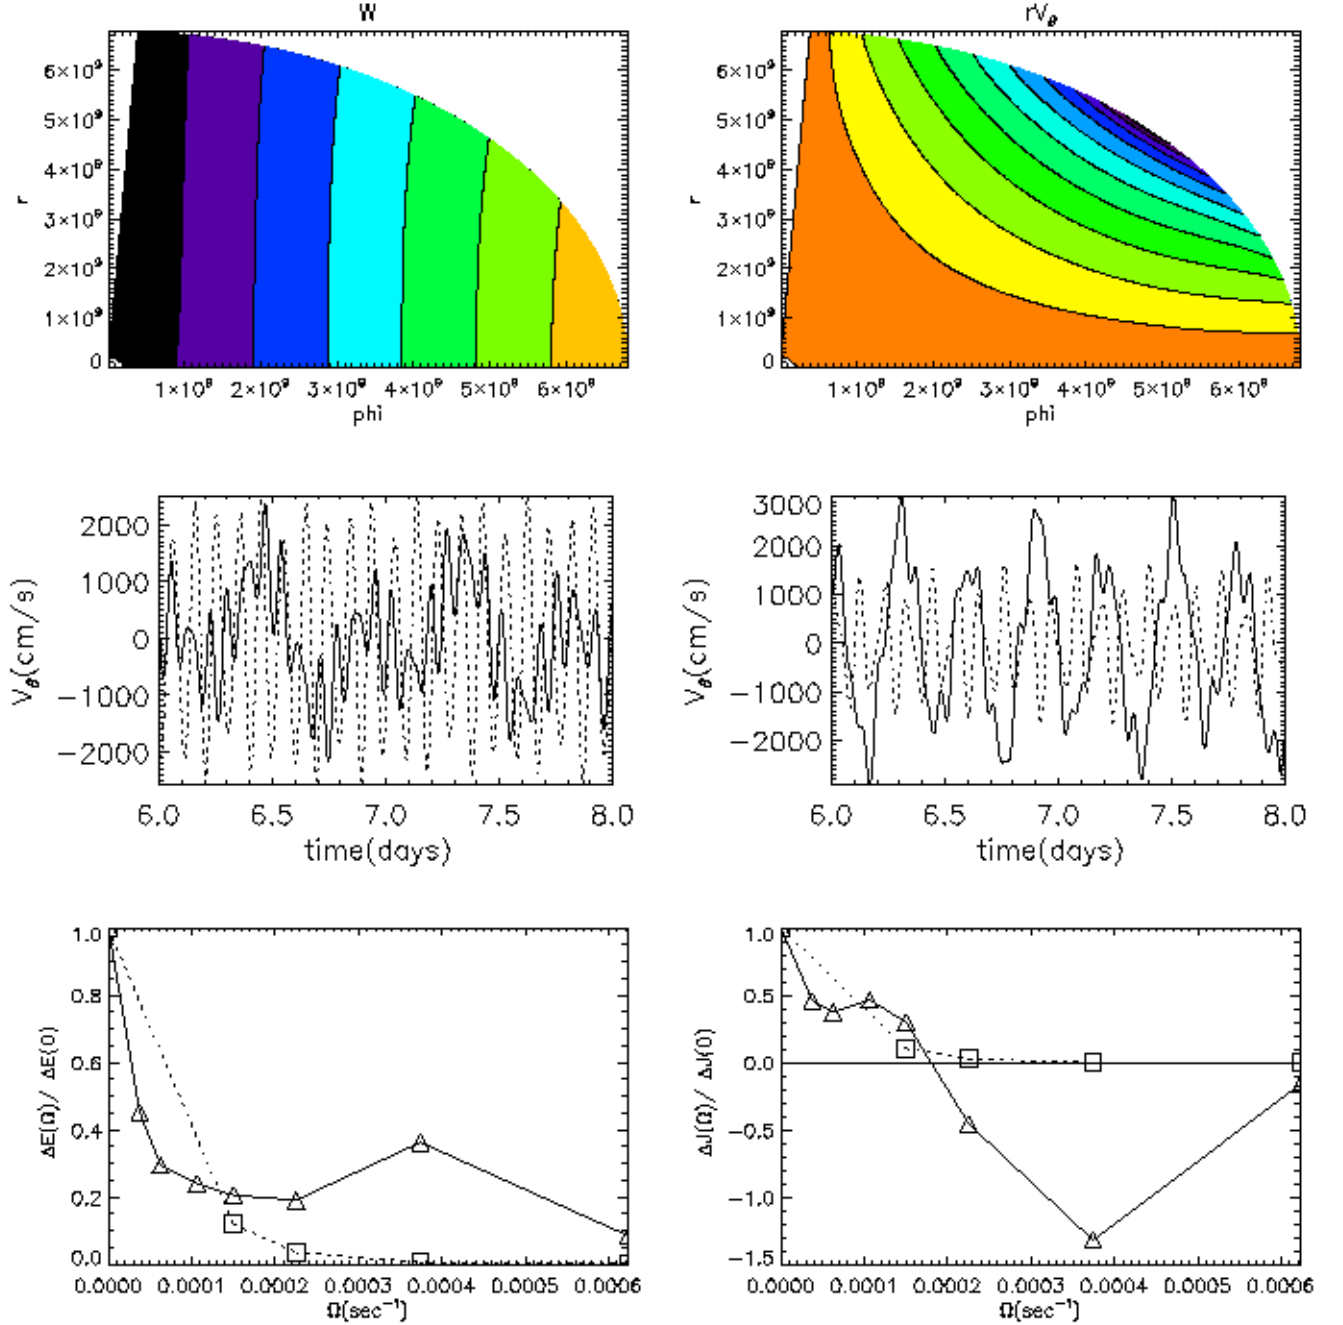 W
rVθ
6×10⁹
5×10⁹
4×10⁹
3×10⁹
2×10⁹
1×10⁹
0
r
1×10⁹ 2×10⁹ 3×10⁹ 4×10⁹ 5×10⁹ 6×10⁹
phi
6×10⁹
5×10⁹
4×10⁹
3×10⁹
2×10⁹
1×10⁹
0
r
1×10⁹ 2×10⁹ 3×10⁹ 4×10⁹ 5×10⁹ 6×10⁹
phi
2000
1000
0
−1000
−2000
Vθ(cm/s)
6.0 6.5 7.0 7.5 8.0
time(days)
3000
2000
1000
0
−1000
−2000
Vθ(cm/s)
6.0 6.5 7.0 7.5 8.0
time(days)
1.0
0.8
0.6
0.4
0.2
0.0
ΔE(Ω)/ ΔE(0)
0.0000 0.0001 0.0002 0.0003 0.0004 0.0005 0.0006
Ω(sec⁻¹)
1.0
0.5
0.0
−0.5
−1.0
−1.5
ΔJ(Ω)/ ΔJ(0)
0.0000 0.0001 0.0002 0.0003 0.0004 0.0005 0.0006
Ω(sec⁻¹)